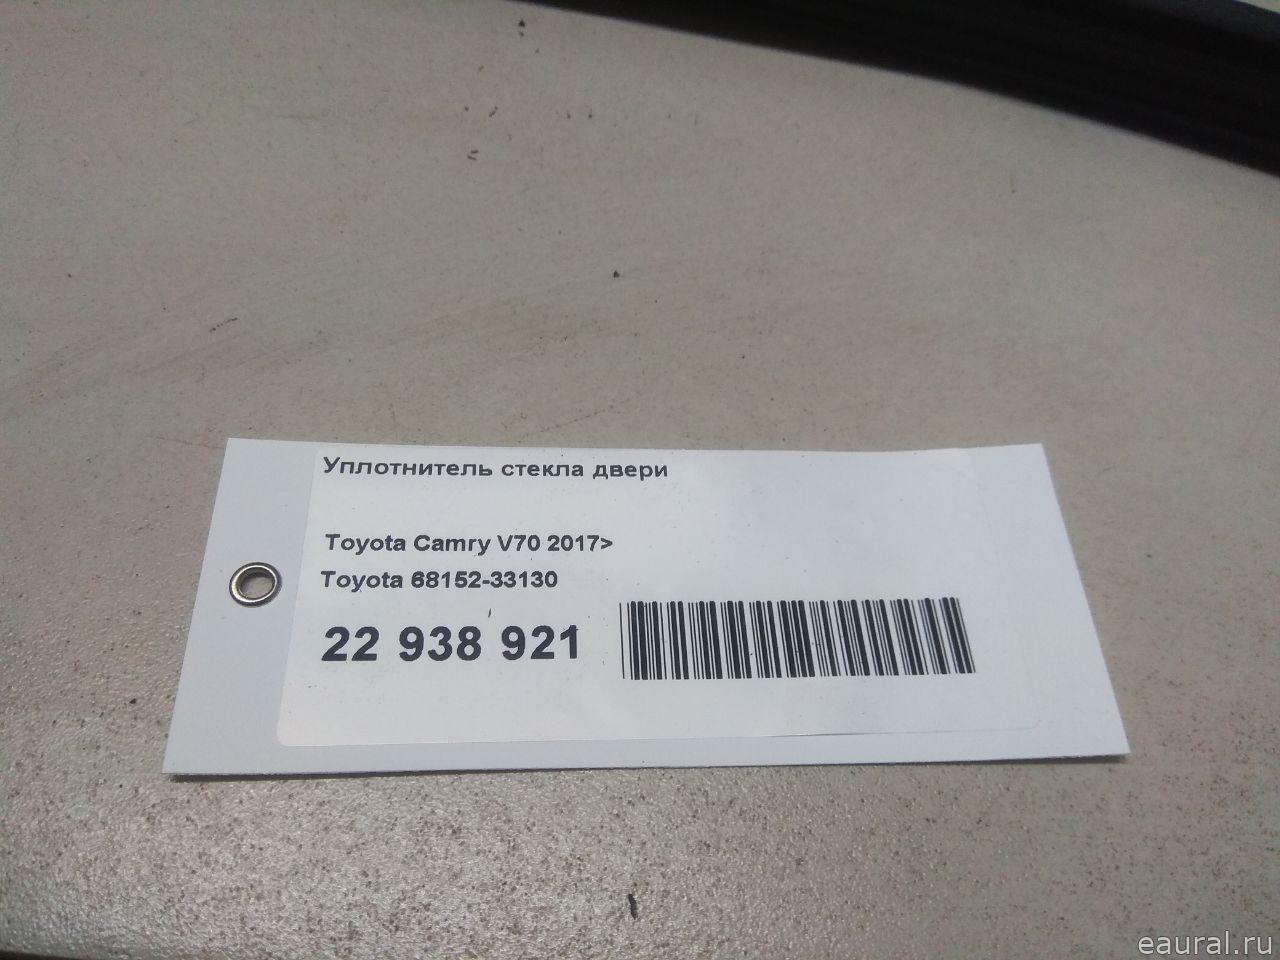 Уплотнитель стекла двери
Toyota Camry V70 2017>
Toyota 68152-33130
22 938 921
eaural.ru